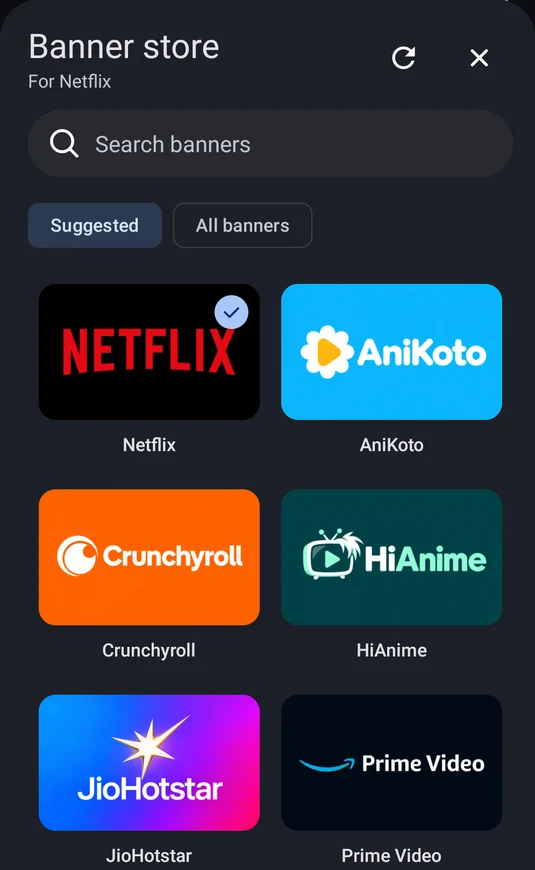 Banner store
For Netflix
Search banners
Suggested
All banners
NETFLIX
AniKoto
Netflix
AniKoto
Crunchyroll
HiAnime
Crunchyroll
HiAnime
JioHotstar
Prime Video
JioHotstar
Prime Video